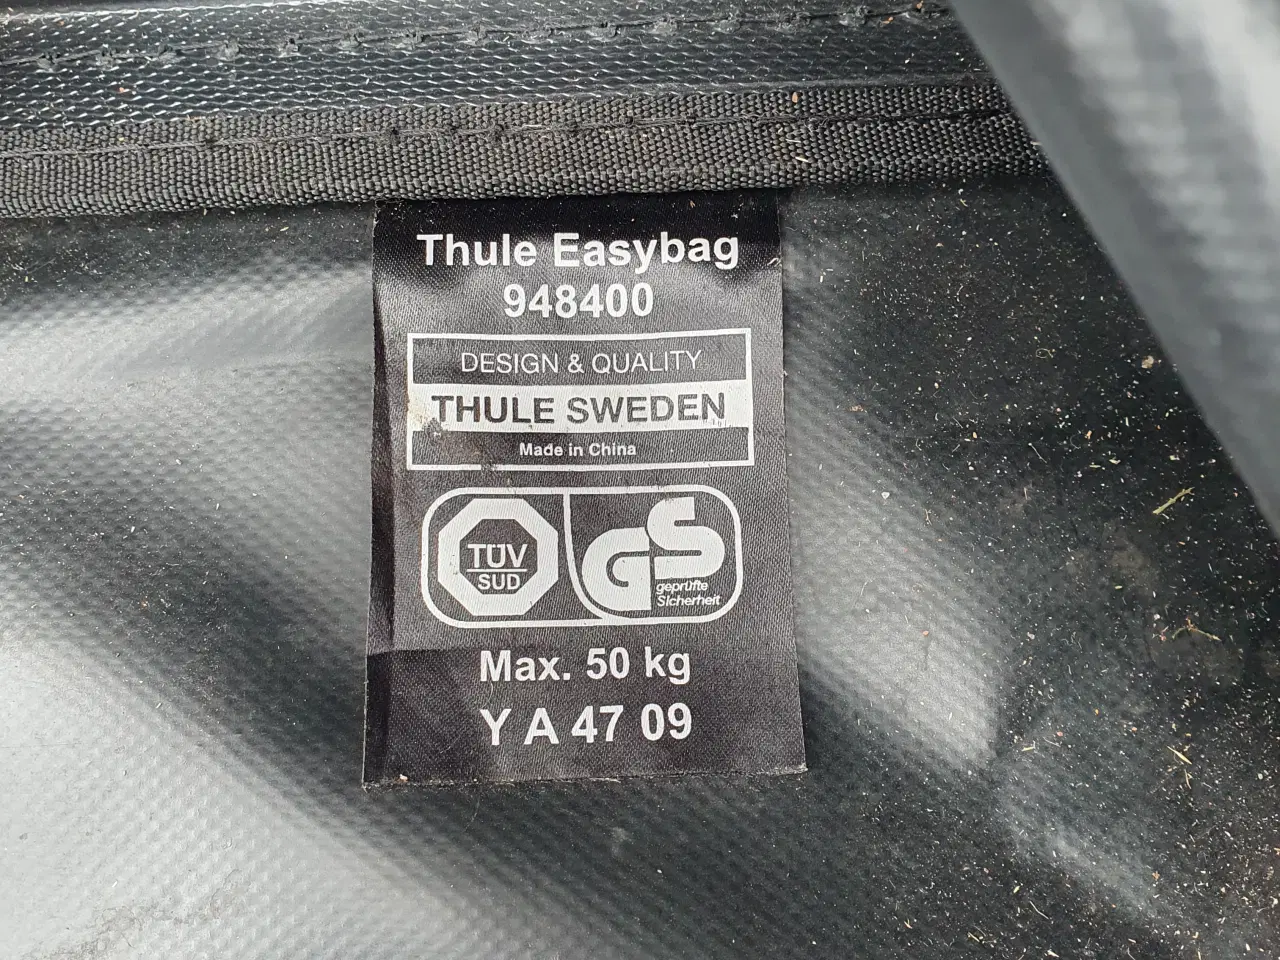 Thule Easybag
948400
DESIGN & QUALITY
THULE SWEDEN
Made in China
TÜV
SUD
GS
geprüfte
Sicherheit
Max. 50 kg
Y A 47 09